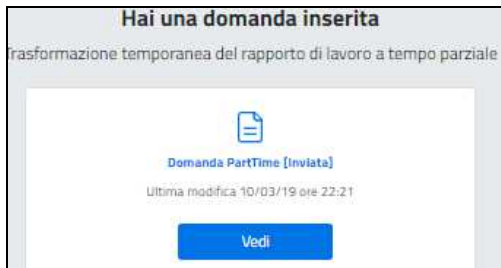 Hai una domanda inserita
Trasformazione temporanea del rapporto di lavoro a tempo parziale
Domanda PartTime [Inviata]
Ultima modifica 10/03/19 ore 22:21
Vedi